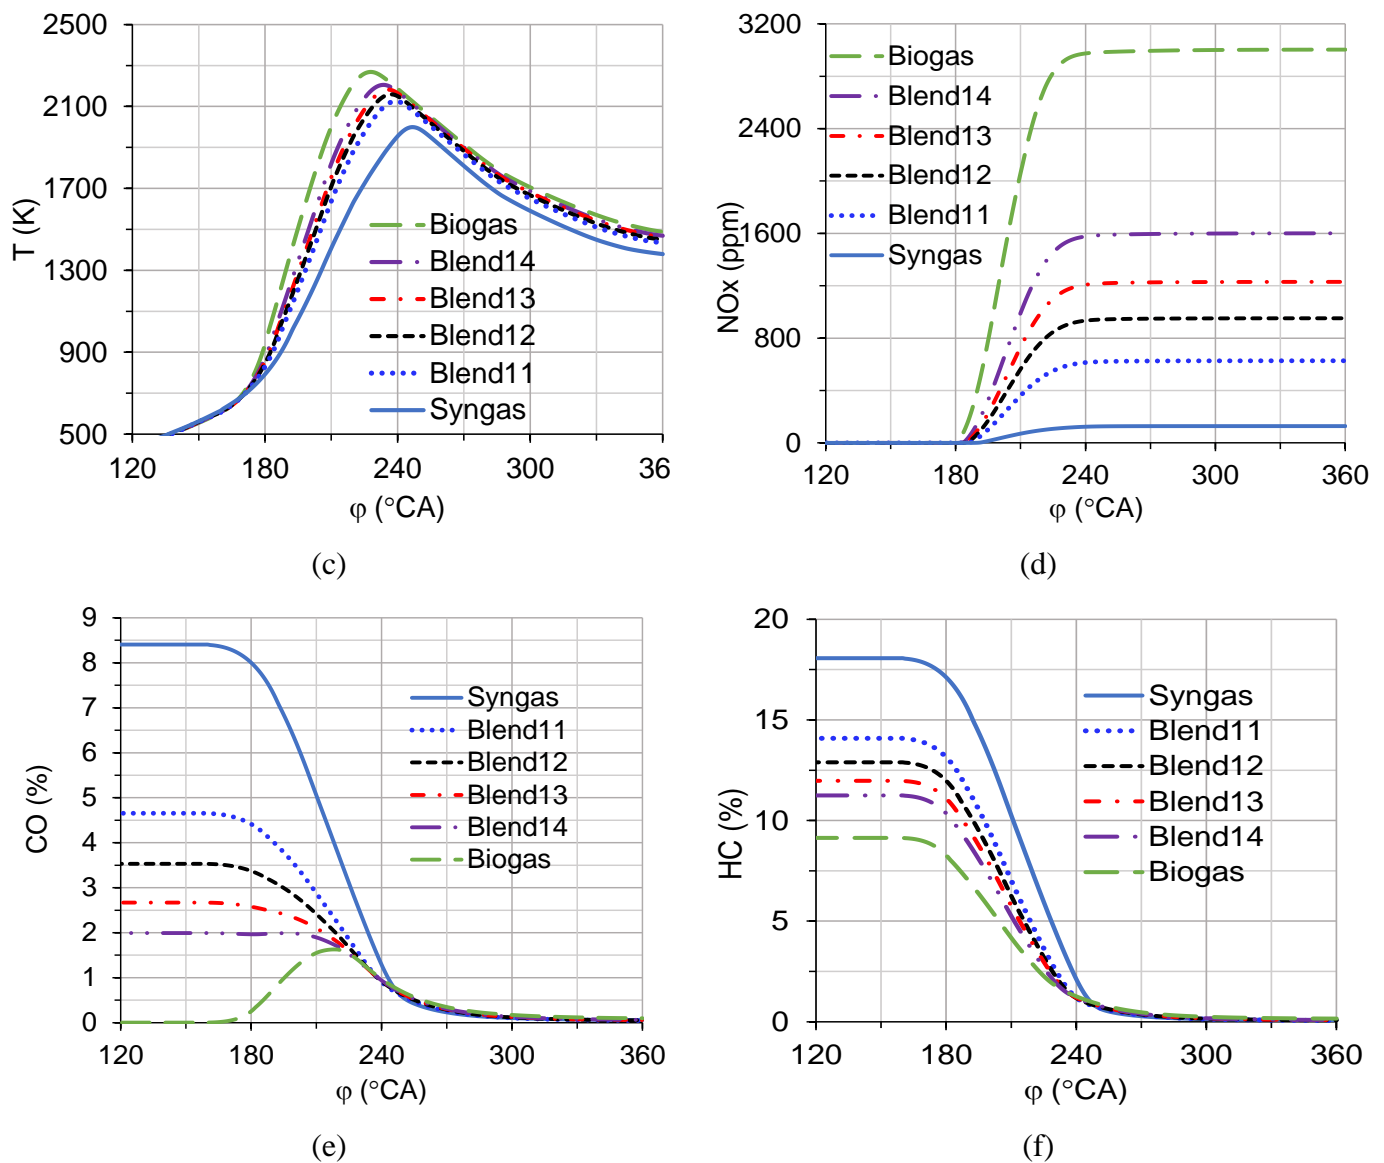 2500
2100
1700
1300
900
500
T (K)
Biogas
Blend14
Blend13
Blend12
Blend11
Syngas
120 180 240 300 36
φ (°CA)
(c)
3200
2400
1600
800
0
NOx (ppm)
Biogas
Blend14
Blend13
Blend12
Blend11
Syngas
120 180 240 300 360
φ (°CA)
(d)
9
8
7
6
5
4
3
2
1
0
CO (%)
Syngas
Blend11
Blend12
Blend13
Blend14
Biogas
120 180 240 300 360
φ (°CA)
(e)
20
15
10
5
0
HC (%)
Syngas
Blend11
Blend12
Blend13
Blend14
Biogas
120 180 240 300 360
φ (°CA)
(f)